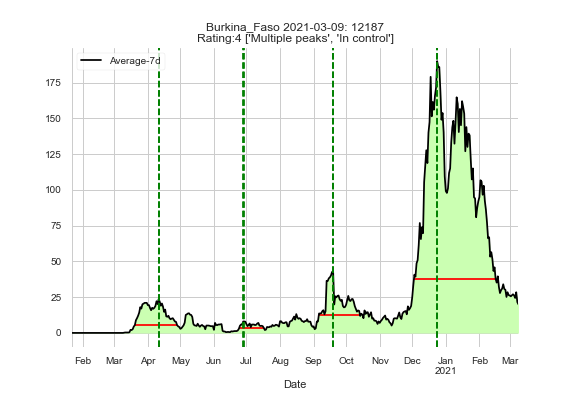 Burkina_Faso 2021-03-09: 12187
Rating:4 ['Multiple peaks', 'In control']
Average-7d
175
150
125
100
75
50
25
0
Feb Mar Apr May Jun Jul Aug Sep Oct Nov Dec Jan Feb Mar
2021
Date